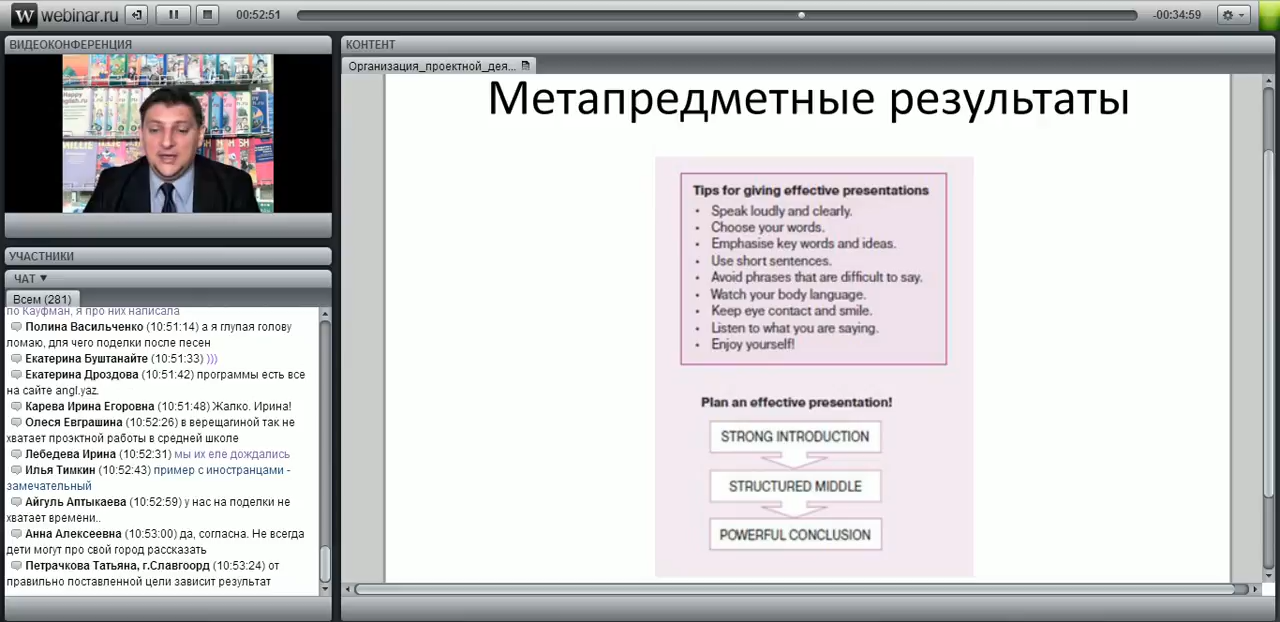 W webinar.ru
00:52:51
-00:34:59
ВИДЕОКОНФЕРЕНЦИЯ
УЧАСТНИКИ
ЧАТ ▼
Всем (281)
по Кауфман, я про них написала
Полина Васильченко (10:51:14) а я глупая голову
ломаю, для чего поделки после песен
Екатерина Буштанайте (10:51:33) )))
Екатерина Дроздова (10:51:42) программы есть все
на сайте angl.yaz.
Карева Ирина Егоровна (10:51:48) Жалко. Ирина!
Олеся Евграшина (10:52:26) в верещагиной так не
хватает проэктной работы в средней школе
Лебедева Ирина (10:52:31) мы их еле дождались
Илья Тимкин (10:52:43) пример с иностранцами -
замечательный
Айгуль Аптыкаева (10:52:59) у нас на поделки не
хватает времени..
Анна Алексеевна (10:53:00) да, согласна. Не всегда
дети могут про свой город рассказать
Петрачкова Татьяна, г.Славгоорд (10:53:24) от
правильно поставленной цели зависит результат
КОНТЕНТ
Организация_проектной_дея...
Метапредметные результаты
Tips for giving effective presentations
• Speak loudly and clearly.
• Choose your words.
• Emphasise key words and ideas.
• Use short sentences.
• Avoid phrases that are difficult to say.
• Watch your body language.
• Keep eye contact and smile.
• Listen to what you are saying.
• Enjoy yourself!
Plan an effective presentation!
STRONG INTRODUCTION
STRUCTURED MIDDLE
POWERFUL CONCLUSION